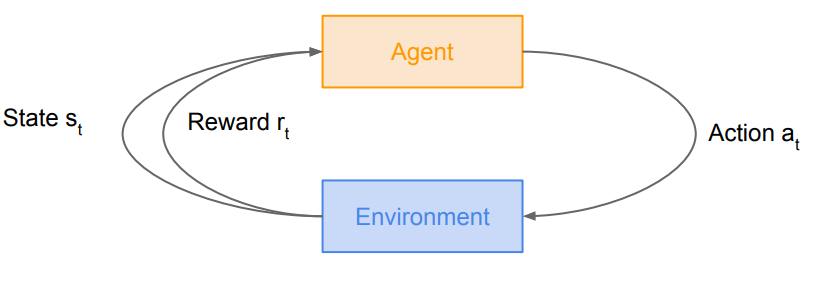 Agent
State sₜ
Reward rₜ
Action aₜ
Environment